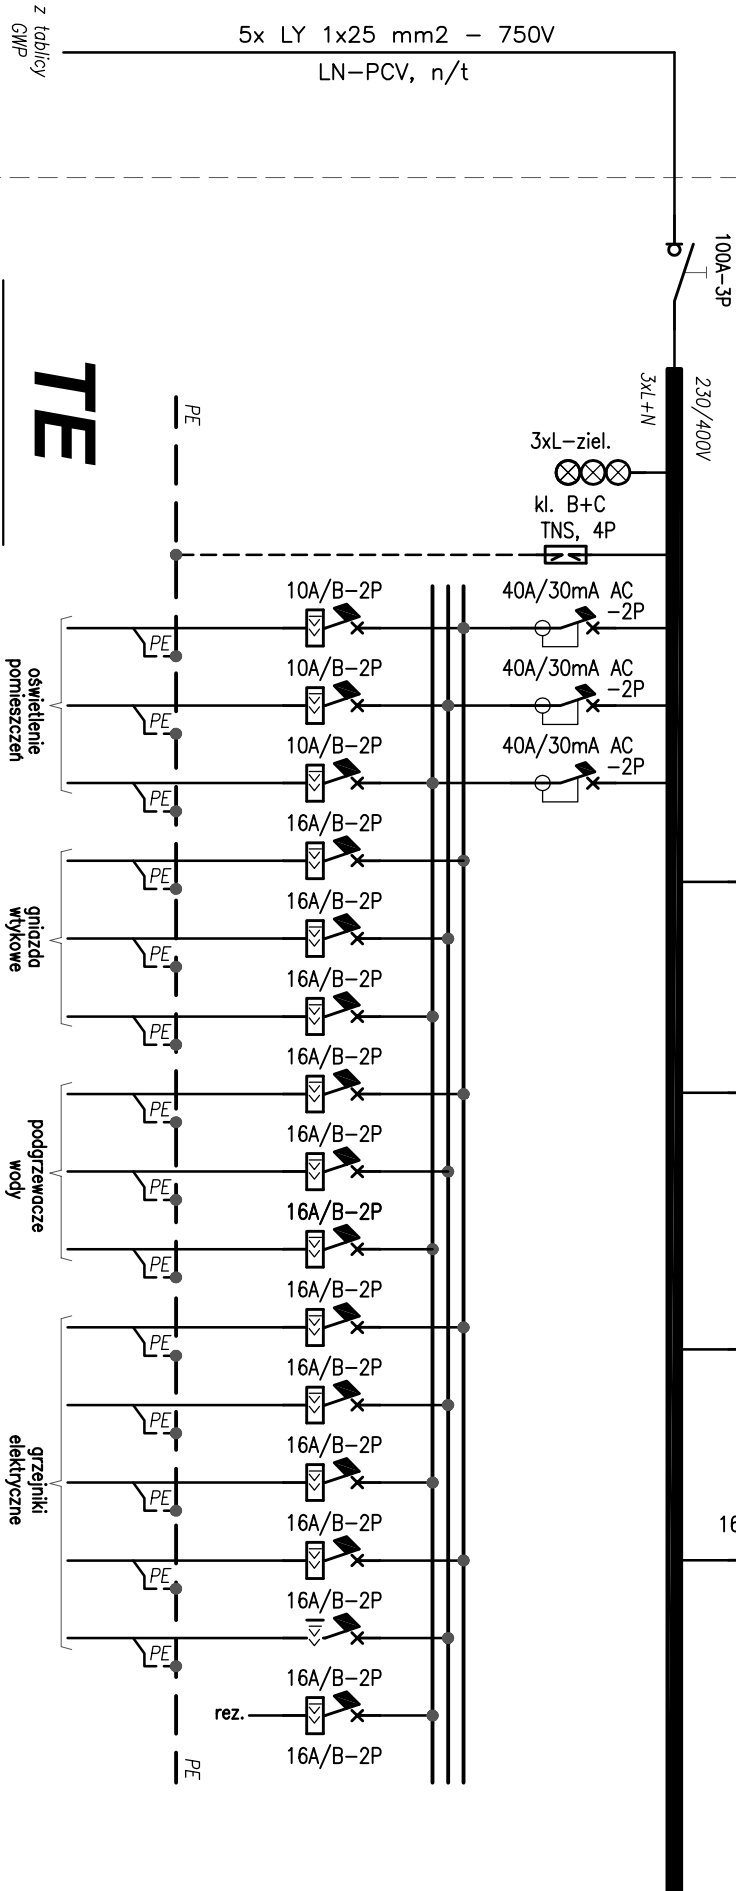 z tablicy
GWP
5x LY 1x25 mm2 - 750V
LN-PCV, n/t
100A-3P
230/400V
3xL+N
TE
PE
3xL-ziel.
kl. B+C
TNS, 4P
10A/B-2P
40A/30mA AC
-2P
PE
10A/B-2P
40A/30mA AC
-2P
PE
10A/B-2P
40A/30mA AC
-2P
PE
oświetlenie
pomieszczeń
16A/B-2P
PE
16A/B-2P
PE
16A/B-2P
PE
gniazda
wtykowe
16A/B-2P
PE
16A/B-2P
PE
16A/B-2P
PE
podgrzewacze
wody
16A/B-2P
PE
16A/B-2P
PE
16A/B-2P
PE
16A/B-2P
PE
16A/B-2P
PE
grzejniki
elektryczne
16
16A/B-2P
rez.
16A/B-2P
PE